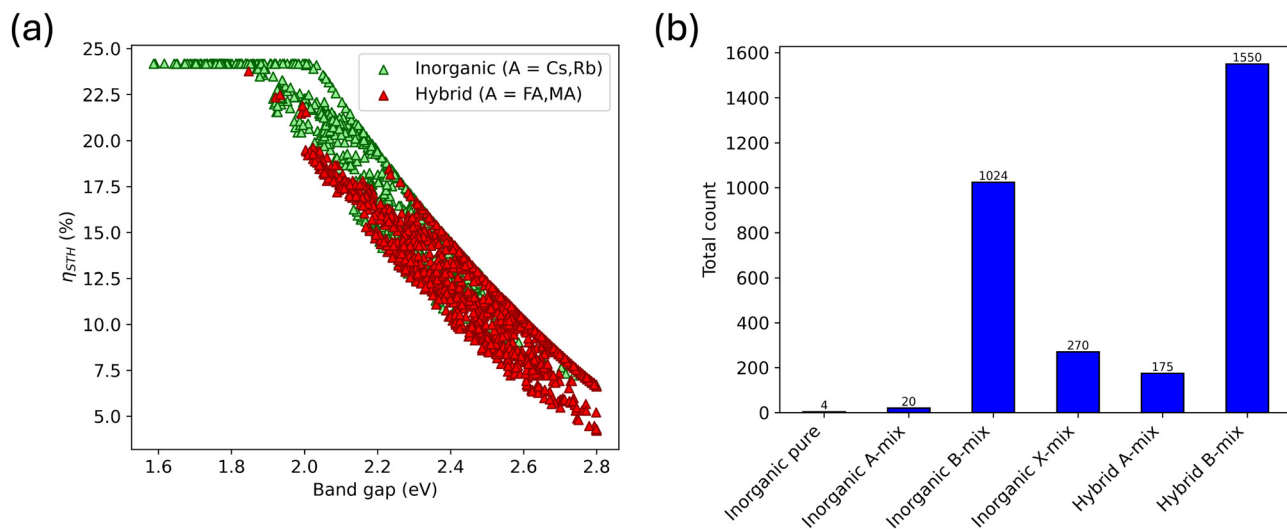 (a)
25.0
22.5
20.0
17.5
15.0
12.5
10.0
7.5
5.0
η_STH (%)
Inorganic (A = Cs,Rb)
Hybrid (A = FA,MA)
1.6 1.8 2.0 2.2 2.4 2.6 2.8
Band gap (eV)
(b)
1600
1400
1200
1000
800
600
400
200
0
Total count
4
20
1024
270
175
1550
Inorganic pure
Inorganic A-mix
Inorganic B-mix
Inorganic X-mix
Hybrid A-mix
Hybrid B-mix